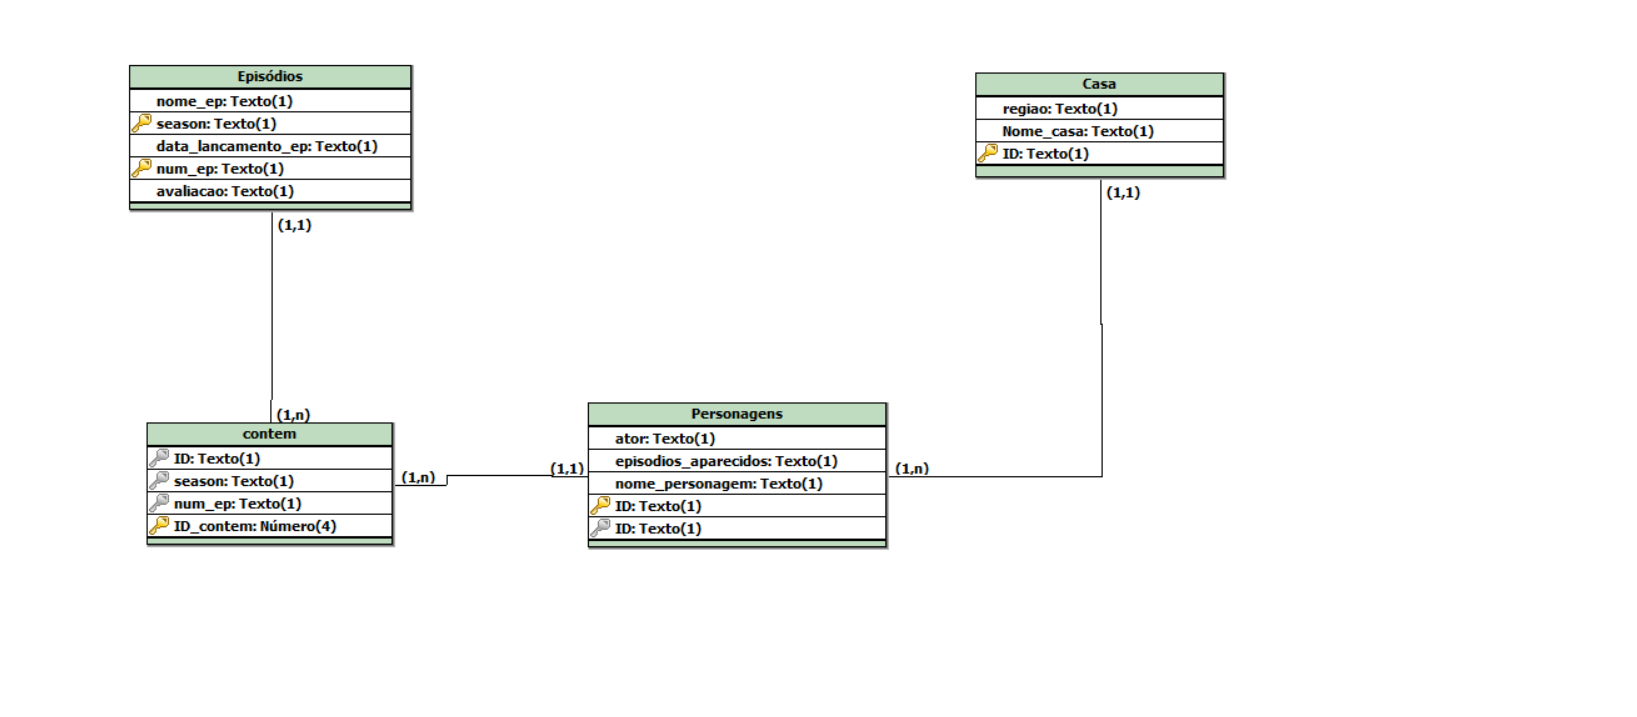 Episódios
nome_ep: Texto(1)
season: Texto(1)
data_lancamento_ep: Texto(1)
num_ep: Texto(1)
avaliacao: Texto(1)
(1,1)
Casa
regiao: Texto(1)
Nome_casa: Texto(1)
ID: Texto(1)
(1,1)
(1,n)
contem
ID: Texto(1)
season: Texto(1)
num_ep: Texto(1)
ID_contem: Número(4)
(1,n)
(1,1)
Personagens
ator: Texto(1)
episodios_aparecidos: Texto(1)
nome_personagem: Texto(1)
ID: Texto(1)
ID: Texto(1)
(1,n)